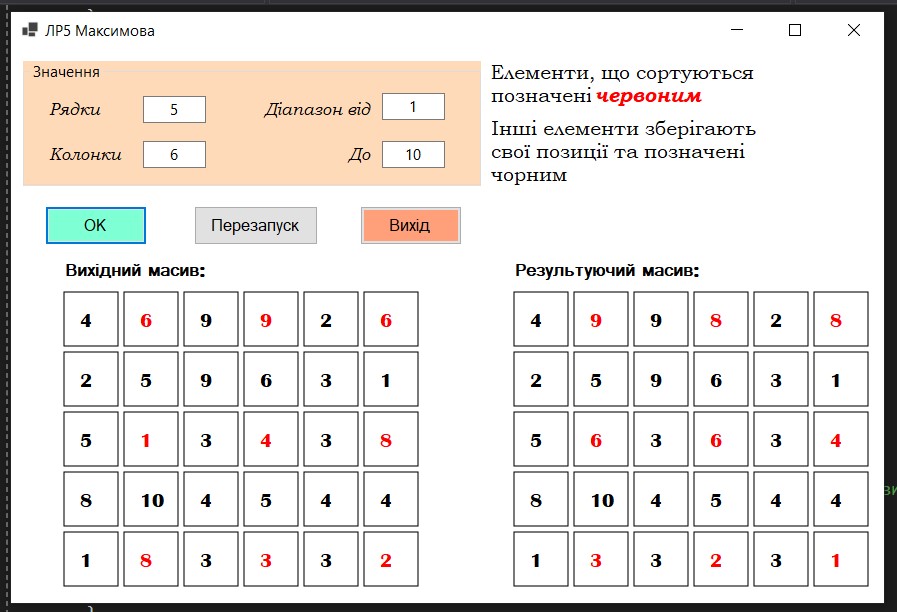 ЛР5 Максимова
Значення
Рядки 5 Діапазон від 1
Колонки 6 До 10
Елементи, що сортуються
позначені червоним
Інші елементи зберігають
свої позиції та позначені
чорним
OK Перезапуск Вихід
Вихідний масив:
4 6 9 9 2 6
2 5 9 6 3 1
5 1 3 4 3 8
8 10 4 5 4 4
1 8 3 3 3 2
Результуючий масив:
4 9 9 8 2 8
2 5 9 6 3 1
5 6 3 6 3 4
8 10 4 5 4 4
1 3 3 2 3 1